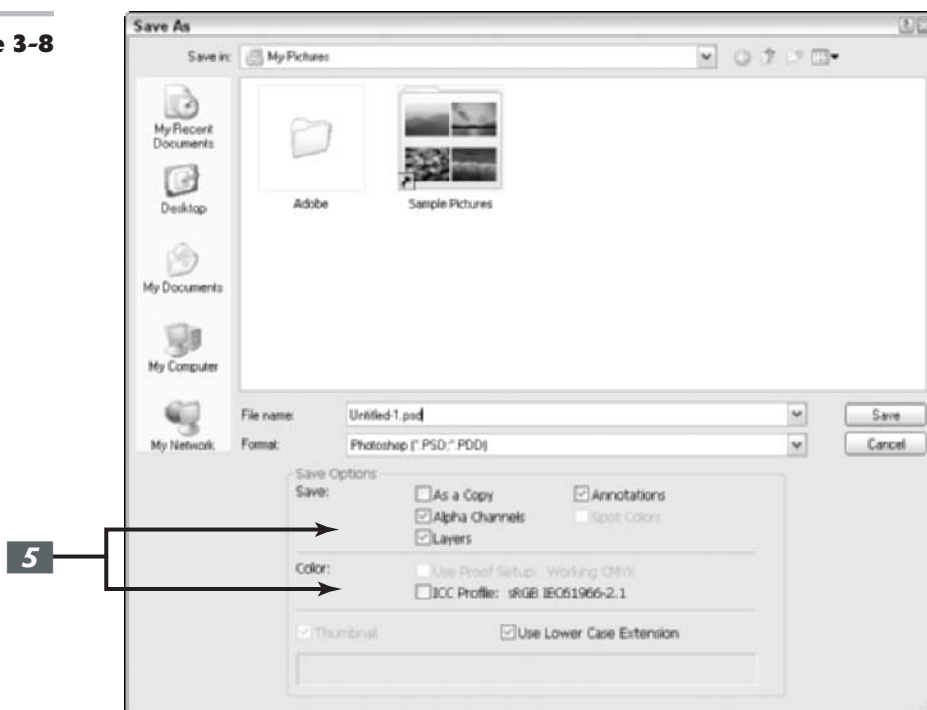 e 3-8
Save As
Save in: My Pictures
My Recent
Documents
Desktop
My Documents
My Computer
My Network
Adobe
Sample Pictures
File name: Untitled-1.psd
Save
Format: Photoshop (*.PSD;*.PDD)
Cancel
Save Options
Save:
As a Copy
Annotations
Alpha Channels
Spot Colors
Layers
5
Color:
Use Proof Setup: Working CMYK
ICC Profile: sRGB IEC61966-2.1
Thumbnail
Use Lower Case Extension